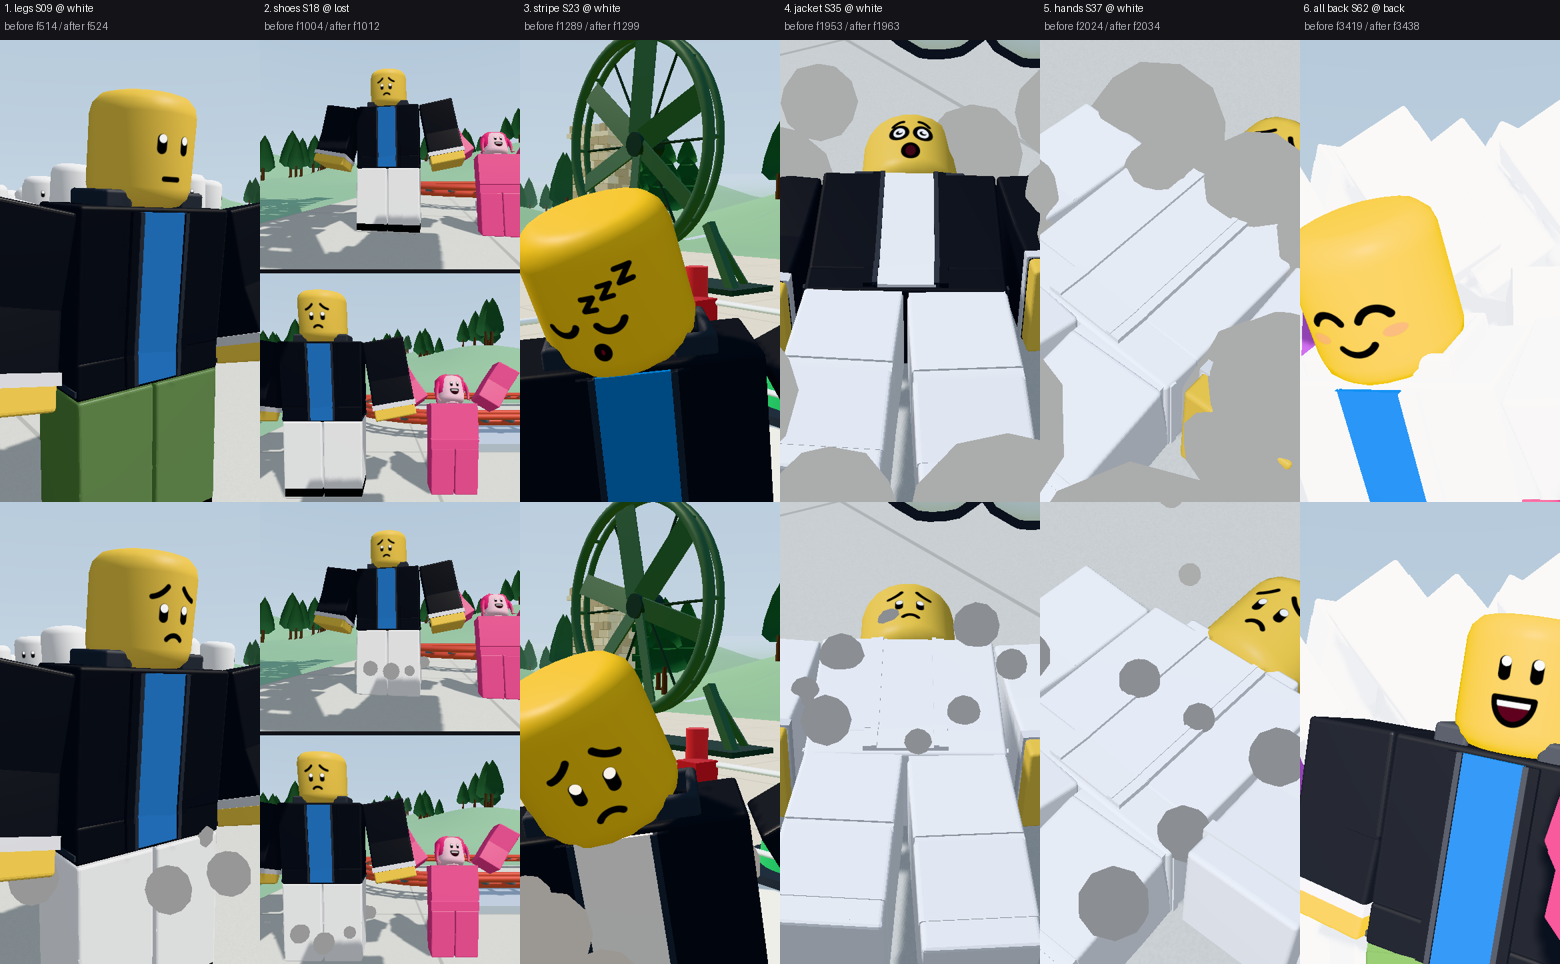 1. legs S09 @ white
before f514 / after f524
2. shoes S18 @ lost
before f1004 / after f1012
3. stripe S23 @ white
before f1289 / after f1299
4. jacket S35 @ white
before f1953 / after f1963
5. hands S37 @ white
before f2024 / after f2034
6. all back S62 @ back
before f3419 / after f3438
zzz